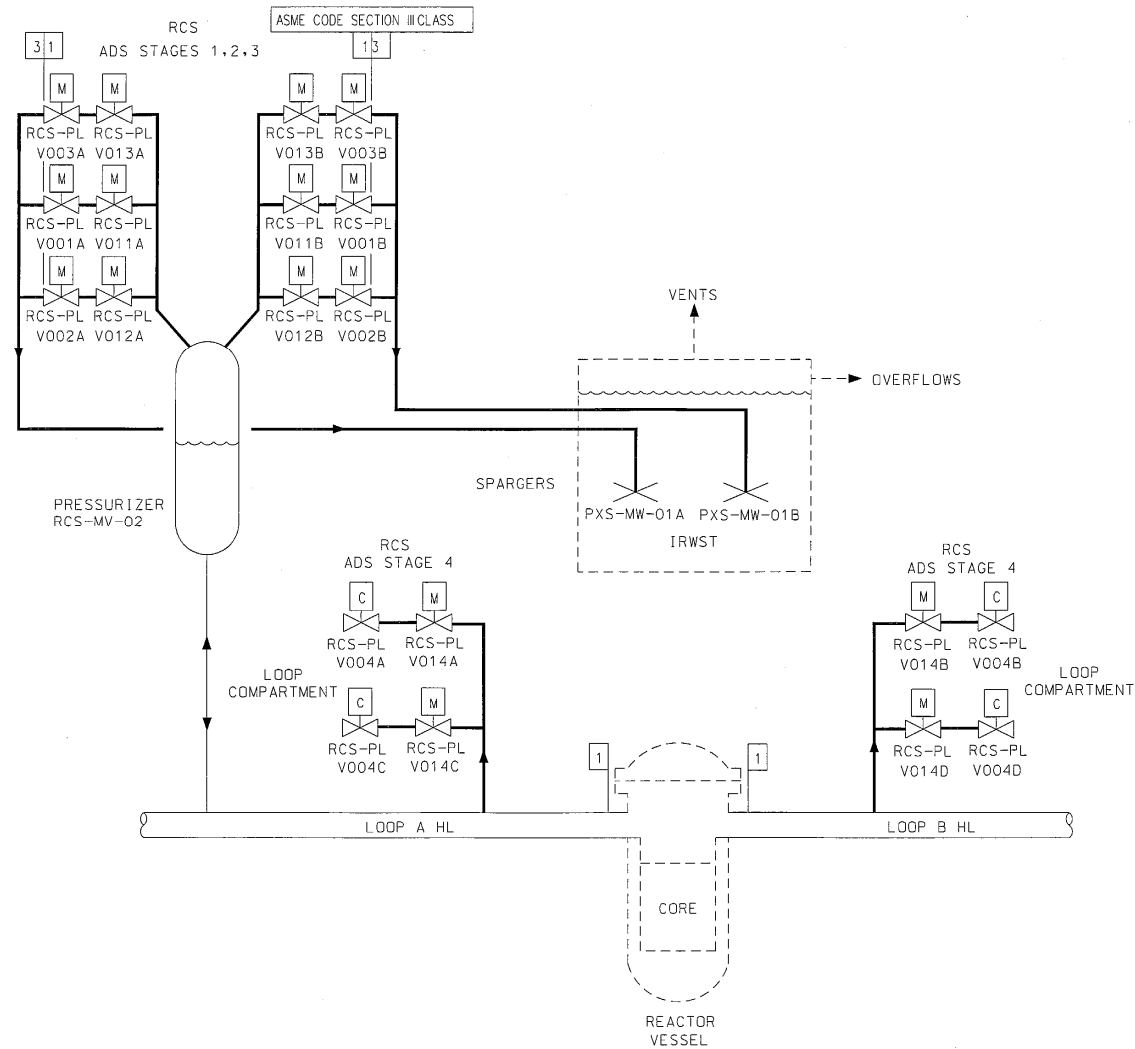 RCS
ADS STAGES 1,2,3
ASME CODE SECTION III CLASS
3 1
1 3
M M M M
RCS-PL RCS-PL RCS-PL RCS-PL
V003A V013A V013B V003B
M M M M
RCS-PL RCS-PL RCS-PL RCS-PL
V001A V011A V011B V001B
M M M M
RCS-PL RCS-PL RCS-PL RCS-PL
V002A V012A V012B V002B
VENTS
OVERFLOWS
SPARGERS
PXS-MW-01A PXS-MW-01B
IRWST
PRESSURIZER
RCS-MV-02
RCS
ADS STAGE 4
C M
RCS-PL RCS-PL
V004A V014A
LOOP
COMPARTMENT
C M
RCS-PL RCS-PL
V004C V014C
RCS
ADS STAGE 4
M C
RCS-PL RCS-PL
V014B V004B
LOOP
COMPARTMENT
M C
RCS-PL RCS-PL
V014D V004D
1
1
LOOP A HL
LOOP B HL
CORE
REACTOR
VESSEL